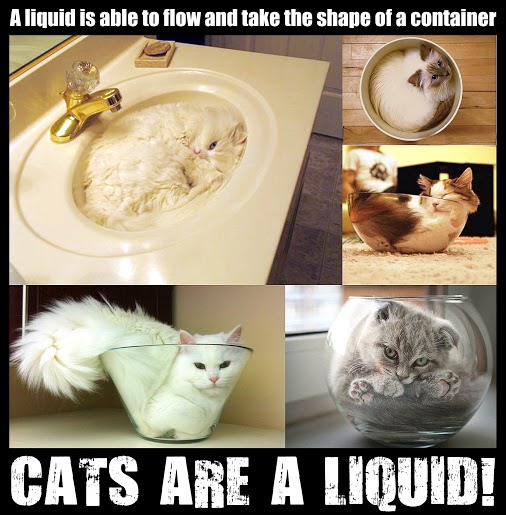 A liquid is able to flow and take the shape of a container
CATS ARE A LIQUID!